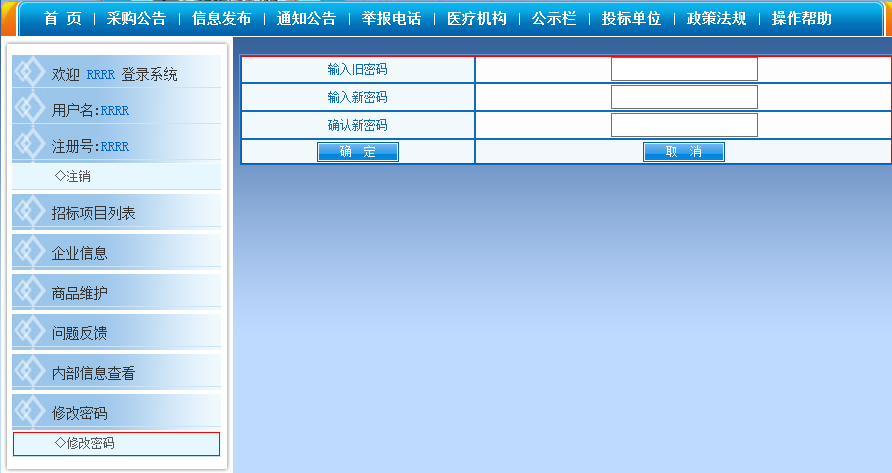 首 页 | 采购公告 | 信息发布 | 通知公告 | 举报电话 | 医疗机构 | 公示栏 | 投标单位 | 政策法规 | 操作帮助
欢迎 RRRR 登录系统
用户名:RRRR
注册号:RRRR
◇注销
招标项目列表
企业信息
商品维护
问题反馈
内部信息查看
修改密码
◇修改密码
输入旧密码
输入新密码
确认新密码
确 定 取 消